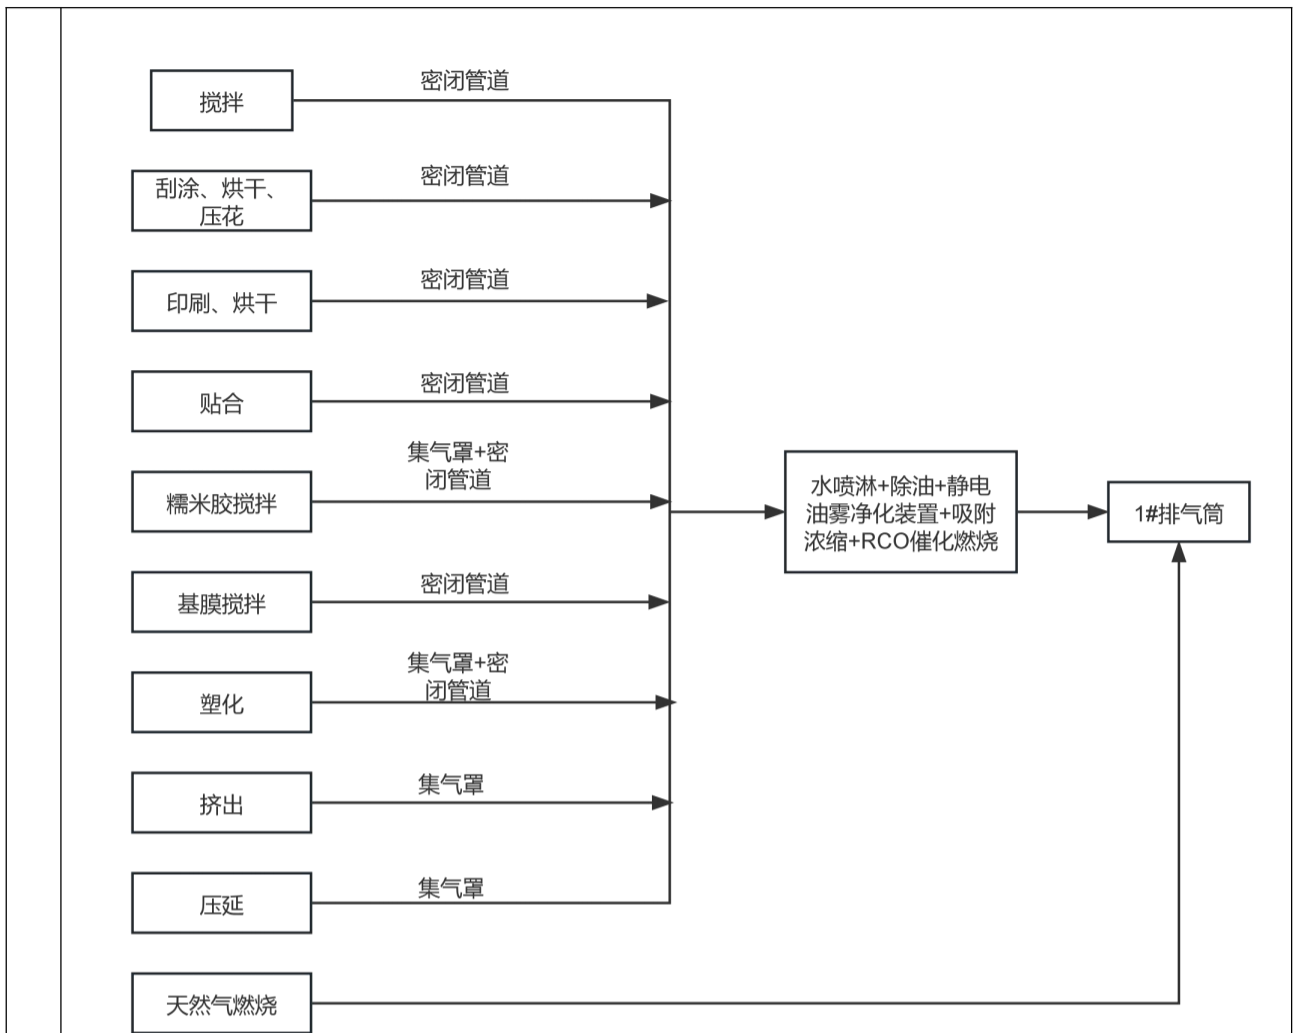 密闭管道
搅拌
密闭管道
刮涂、烘干、
压花
密闭管道
印刷、烘干
密闭管道
贴合
集气罩+密
闭管道
糯米胶搅拌
水喷淋+除油+静电
油雾净化装置+吸附
浓缩+RCO催化燃烧
1#排气筒
密闭管道
基膜搅拌
集气罩+密
闭管道
塑化
集气罩
挤出
集气罩
压延
天然气燃烧